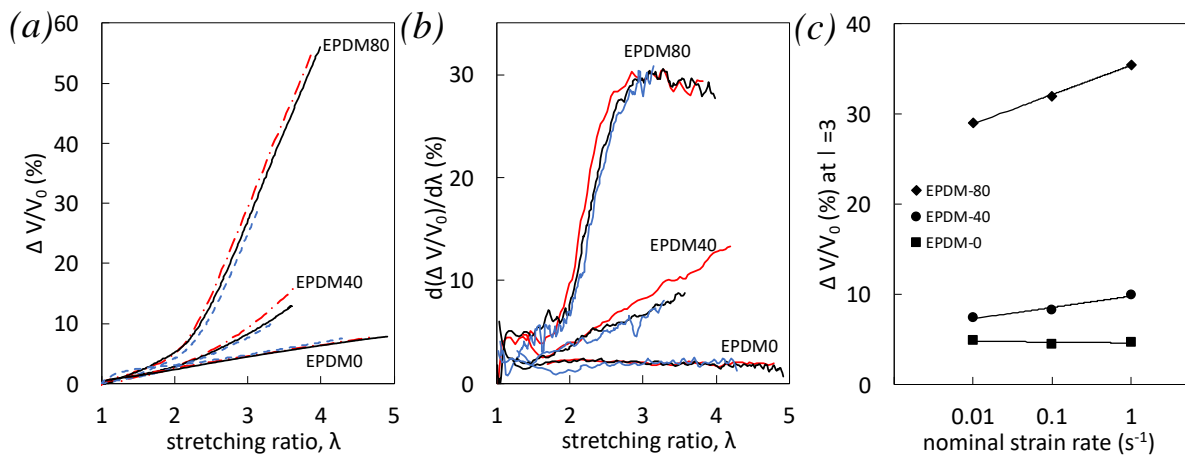 (a)
60
50
40
30
20
10
0
Δ V/V0 (%)
EPDM80
EPDM40
EPDM0
1 2 3 4 5
stretching ratio, λ
(b)
30
20
10
0
d(Δ V/V0)/dλ (%)
EPDM80
EPDM40
EPDM0
1 2 3 4 5
stretching ratio, λ
(c)
40
30
20
10
0
Δ V/V0 (%) at l =3
EPDM-80
EPDM-40
EPDM-0
0.01 0.1 1
nominal strain rate (s-1)